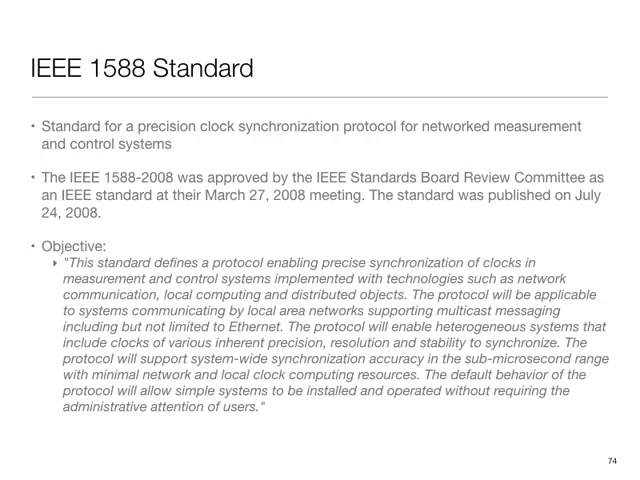 IEEE 1588 Standard
• Standard for a precision clock synchronization protocol for networked measurement
and control systems
• The IEEE 1588-2008 was approved by the IEEE Standards Board Review Committee as
an IEEE standard at their March 27, 2008 meeting. The standard was published on July
24, 2008.
• Objective:
‣ "This standard defines a protocol enabling precise synchronization of clocks in
measurement and control systems implemented with technologies such as network
communication, local computing and distributed objects. The protocol will be applicable
to systems communicating by local area networks supporting multicast messaging
including but not limited to Ethernet. The protocol will enable heterogeneous systems that
include clocks of various inherent precision, resolution and stability to synchronize. The
protocol will support system-wide synchronization accuracy in the sub-microsecond range
with minimal network and local clock computing resources. The default behavior of the
protocol will allow simple systems to be installed and operated without requiring the
administrative attention of users."
74